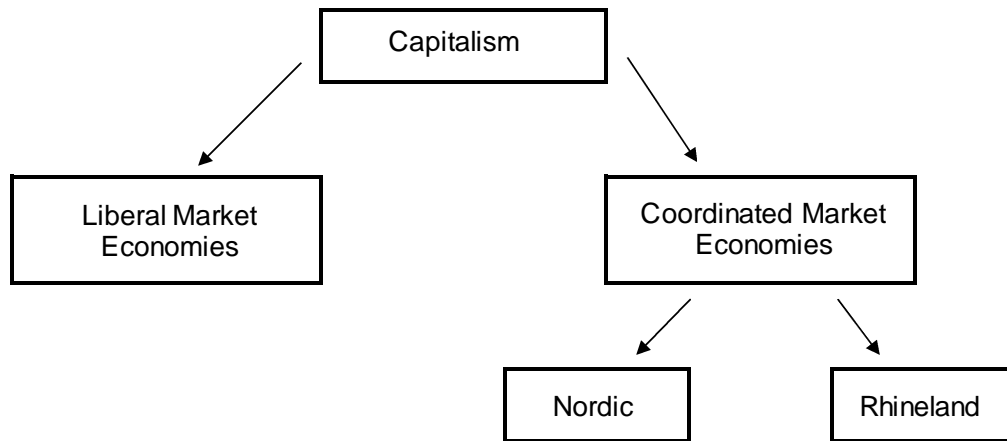 Capitalism
Liberal Market
Economies
Coordinated Market
Economies
Nordic
Rhineland